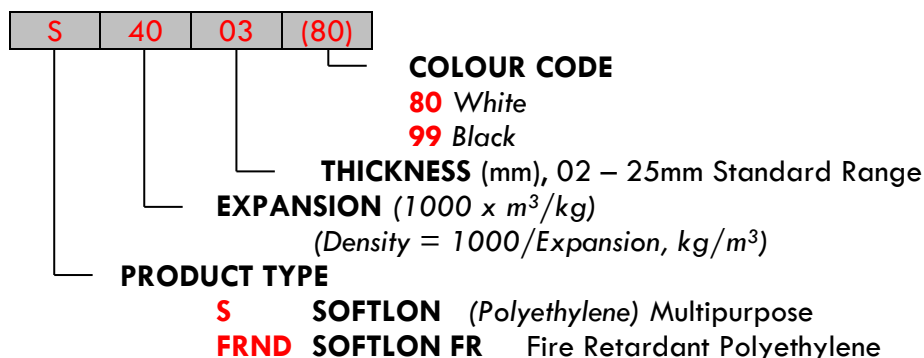 S 40 03 (80)
COLOUR CODE
80 White
99 Black
THICKNESS (mm), 02 – 25mm Standard Range
EXPANSION (1000 x m³/kg)
(Density = 1000/Expansion, kg/m³)
PRODUCT TYPE
S SOFTLON (Polyethylene) Multipurpose
FRND SOFTLON FR Fire Retardant Polyethylene